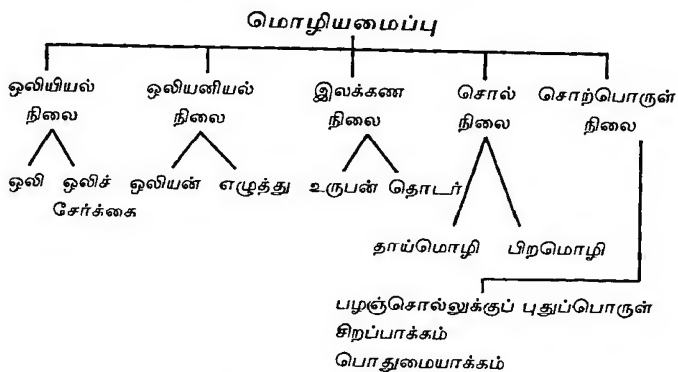 மொழியமைப்பு
ஒலியியல் ஒலியனியல் இலக்கண சொல் சொற்பொருள்
நிலை நிலை நிலை நிலை நிலை
ஒலி ஒலிச் ஒலியன் எழுத்து உருபன் தொடர்
சேர்க்கை
தாய்மொழி பிறமொழி
பழஞ்சொல்லுக்குப் புதுப்பொருள்
சிறப்பாக்கம்
பொதுமையாக்கம்